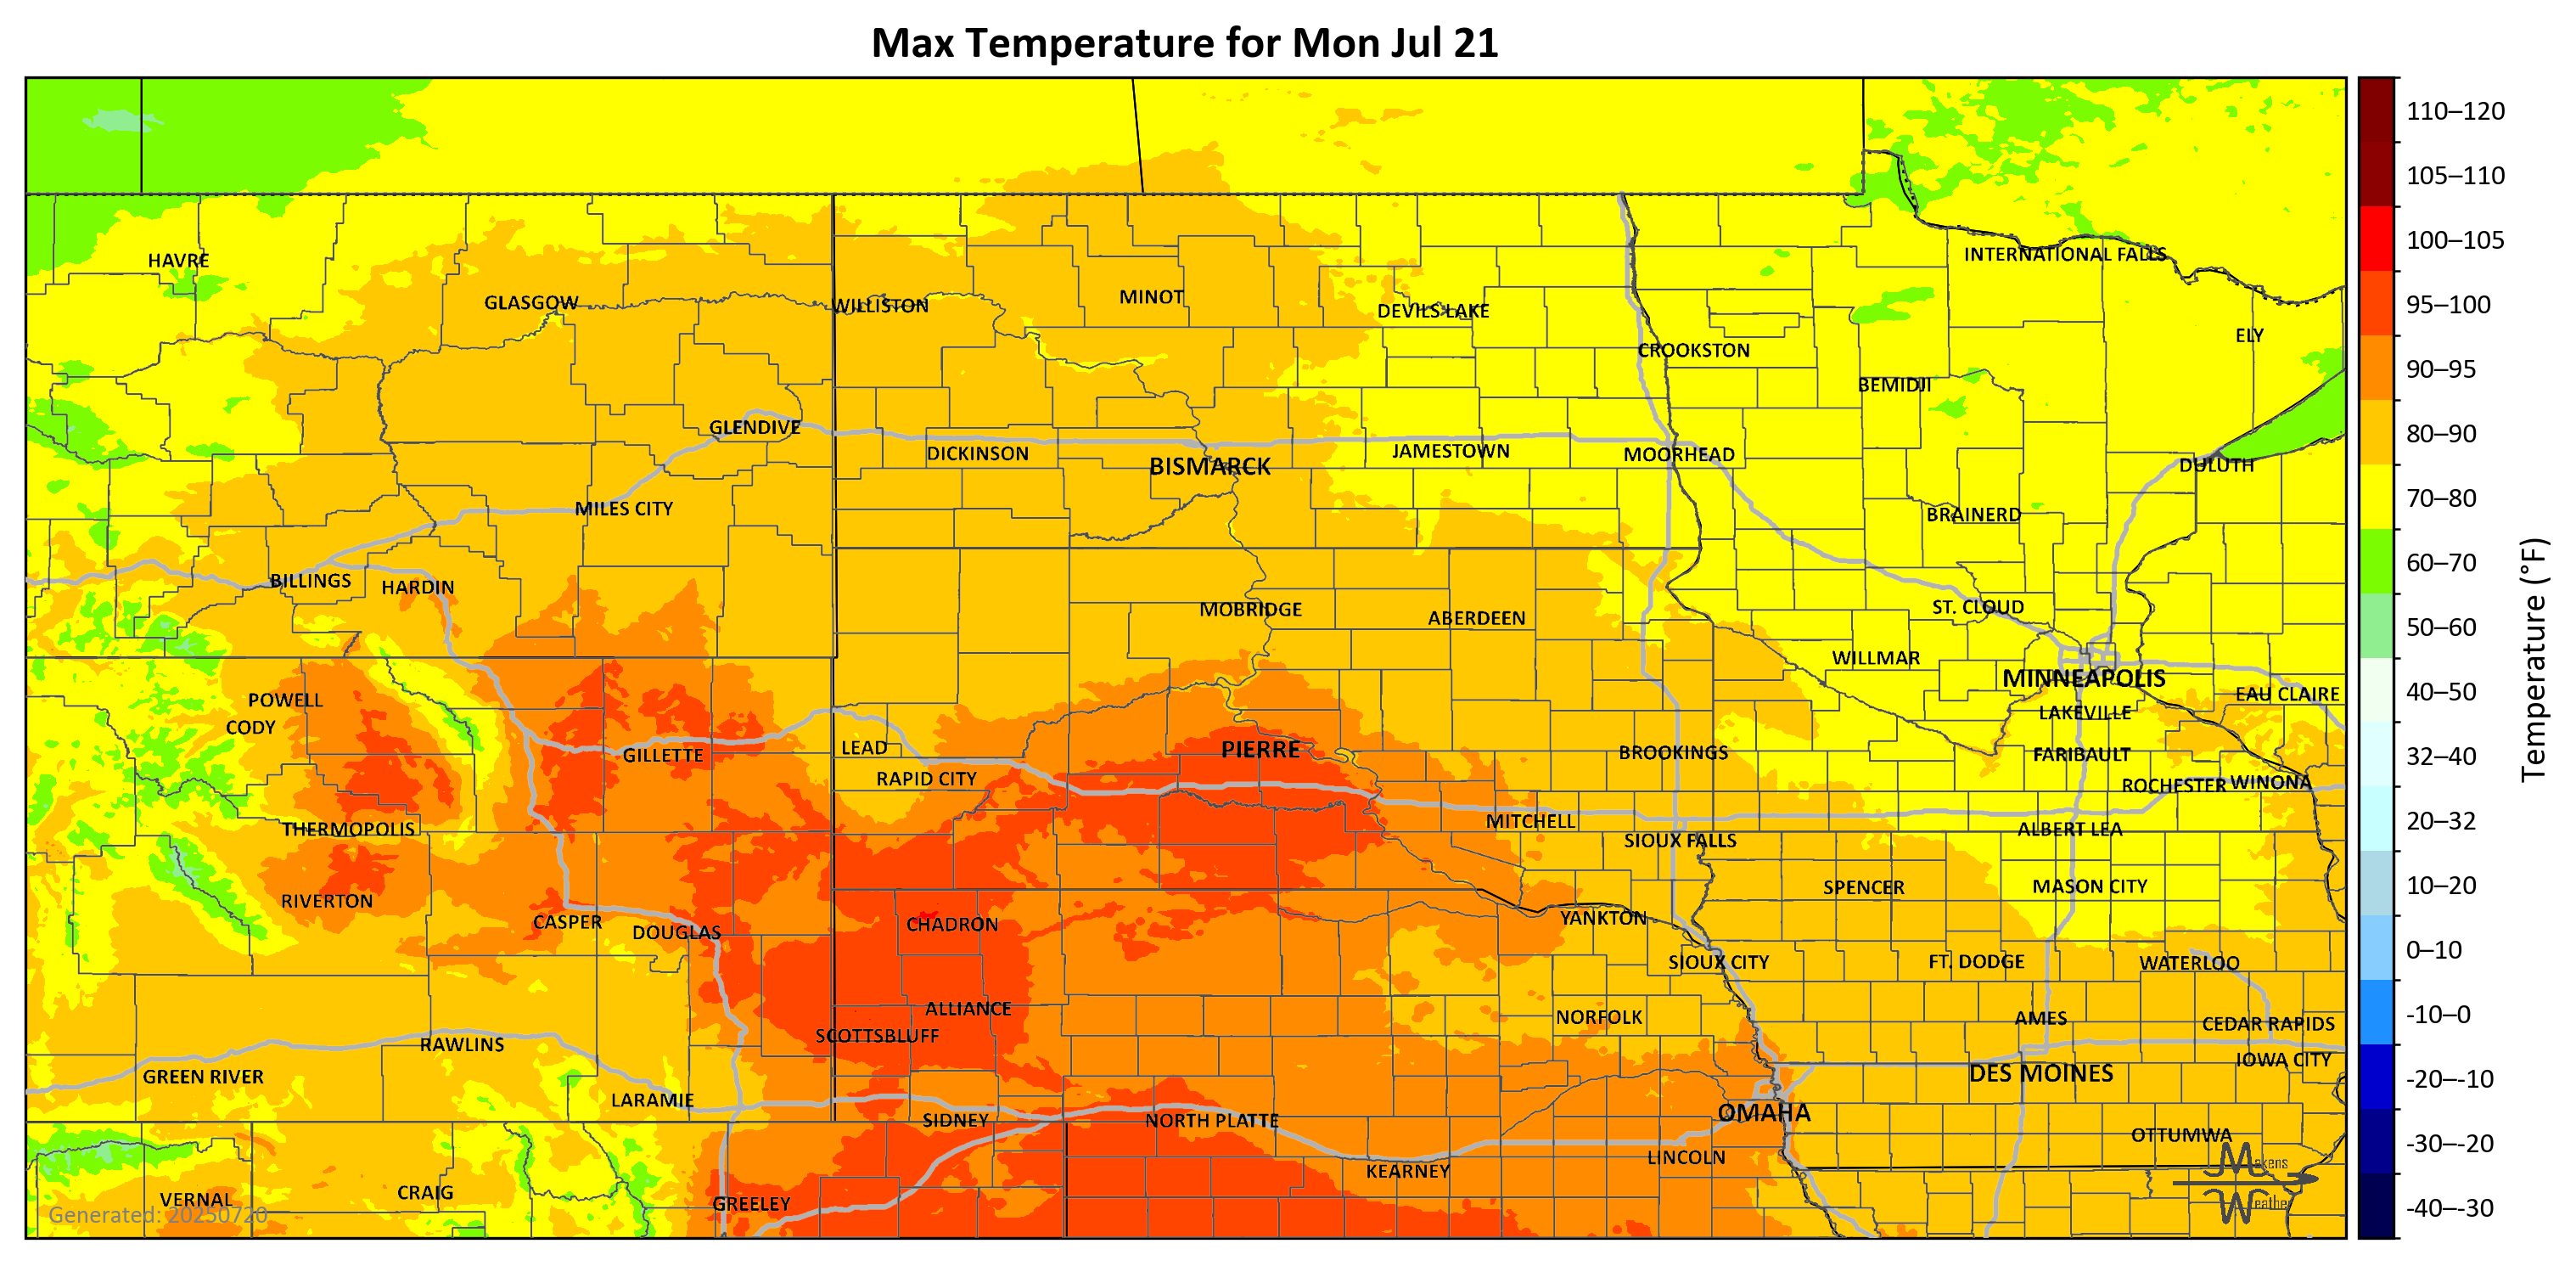 Max Temperature for Mon Jul 21
110−120
105−110
100−105
95−100
90−95
80−90
70−80
60−70
50−60
40−50
32−40
20−32
10−20
0−10
-10−0
-20−-10
-30−-20
-40−-30
Temperature (°F)
HAVRE
INTERNATIONAL FALLS
GLASGOW
WILLISTON
MINOT
DEVILS LAKE
ELY
CROOKSTON
BEMIDJI
GLENDIVE
DICKINSON
BISMARCK
JAMESTOWN
MOORHEAD
DULUTH
MILES CITY
BRAINERD
BILLINGS
HARDIN
MOBRIDGE
ABERDEEN
ST. CLOUD
WILLMAR
MINNEAPOLIS
EAU CLAIRE
POWELL
LAKEVILLE
CODY
GILLETTE
LEAD
PIERRE
BROOKINGS
FARIBAULT
RAPID CITY
ROCHESTER
WINONA
THERMOPOLIS
MITCHELL
ALBERT LEA
SIOUX FALLS
SPENCER
MASON CITY
RIVERTON
CASPER
DOUGLAS
CHADRON
YANKTON
SIOUX CITY
FT. DODGE
WATERLOO
ALLIANCE
NORFOLK
AMES
CEDAR RAPIDS
SCOTTSBLUFF
RAWLINS
IOWA CITY
GREEN RIVER
DES MOINES
LARAMIE
SIDNEY
NORTH PLATTE
OMAHA
OTTUMWA
LINCOLN
KEARNEY
VERNAL
CRAIG
GREELEY
Generated: 20250720
Makens
Weather